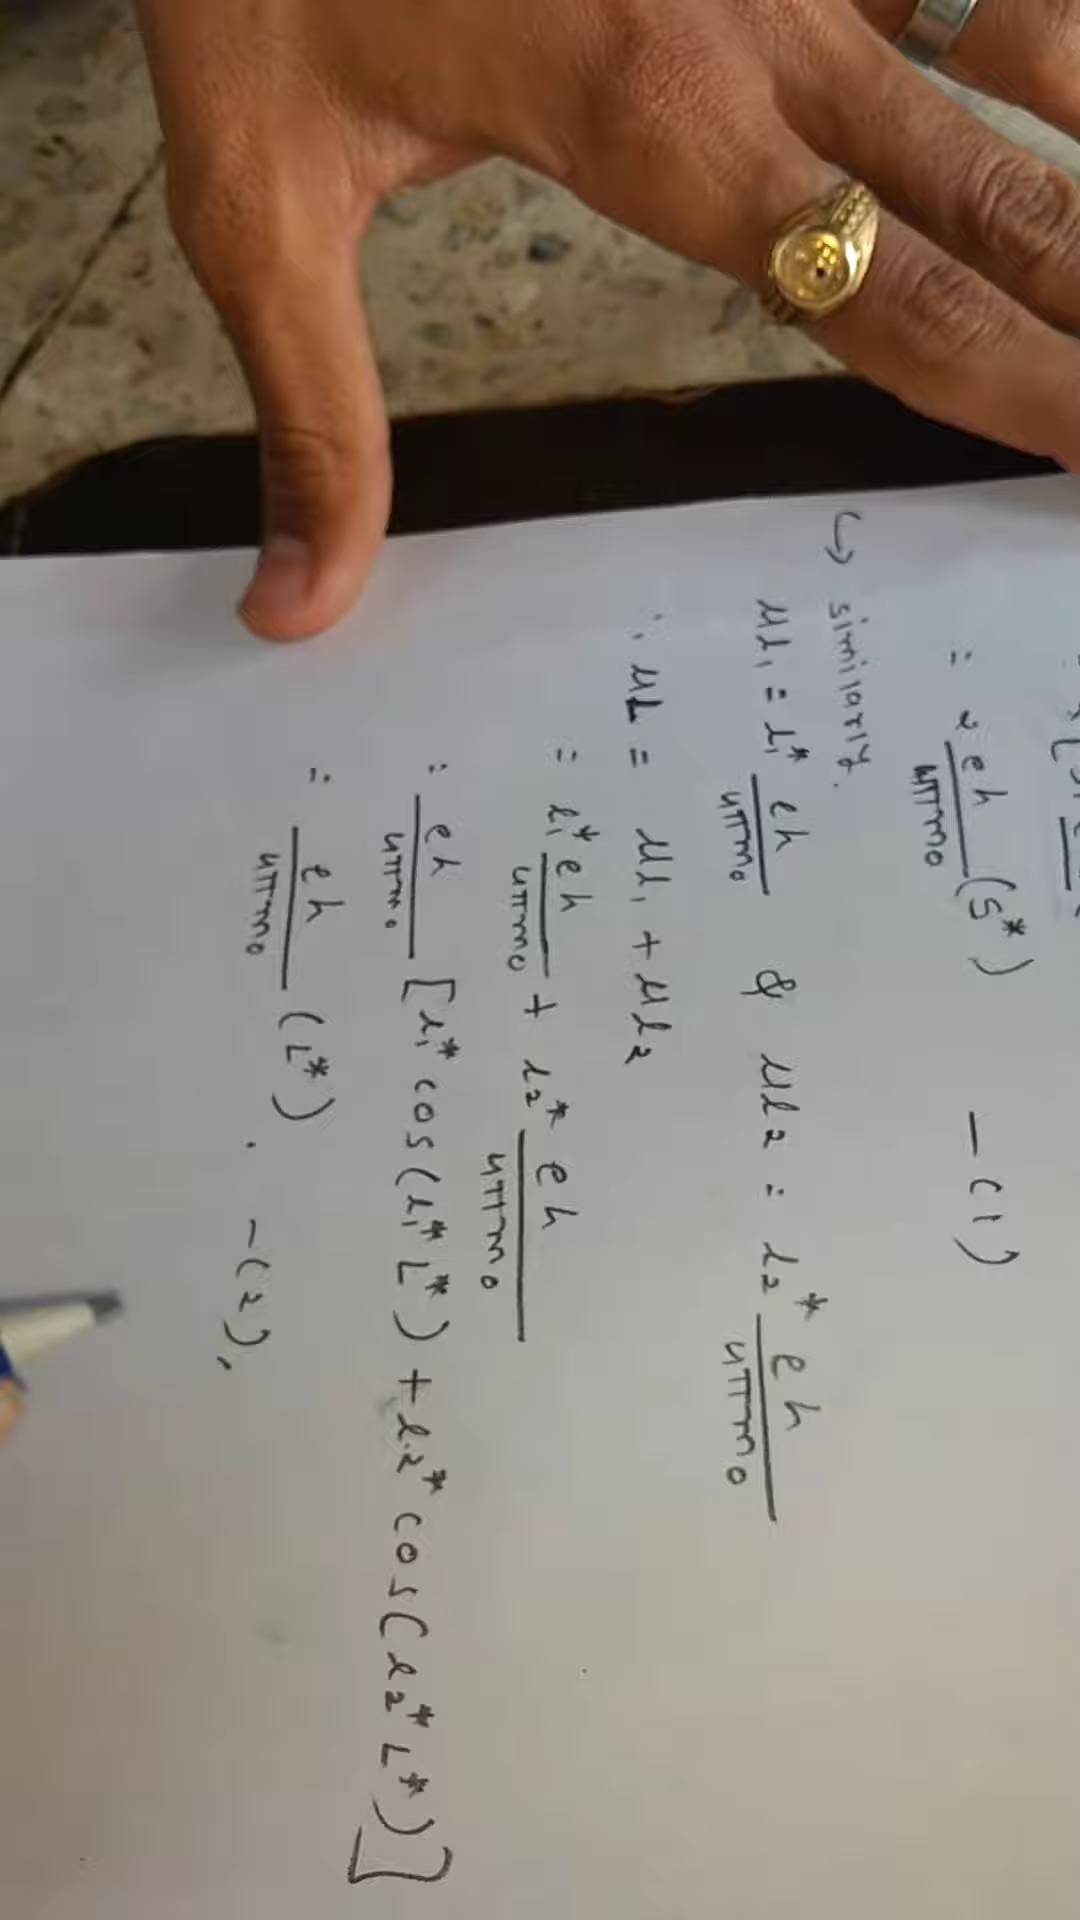 = 2 eh/4πm₀ (S*) — (1)
↳ similarly.
μl₁ = l₁* eh/4πm₀ & μl₂ = l₂* eh/4πm₀
∴ μL = μl₁ + μl₂
= l₁* eh/4πm₀ + l₂* eh/4πm₀
= eh/4πm₀ [l₁* cos(l₁* L*) + l₂* cos(l₂* L*)]
= eh/4πm₀ (L*). —(2).